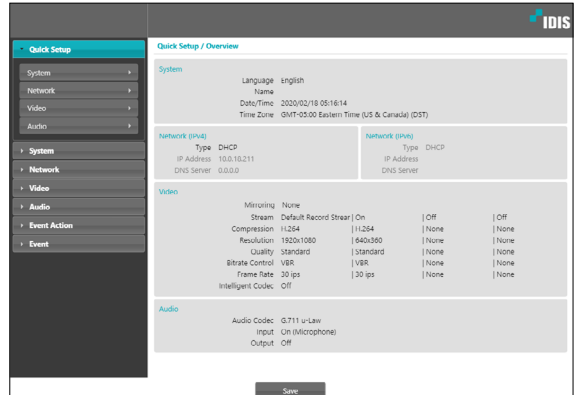 IDIS
Quick Setup
System
Network
Video
Audio
System
Network
Video
Audio
Event Action
Event
Quick Setup / Overview
System
Language English
Name
Date/Time 2020/02/18 05:16:14
Time Zone GMT-05:00 Eastern Time (US & Canada) (DST)
Network (IPv4)
Type DHCP
IP Address 10.0.10.211
DNS Server 0.0.0.0
Network (IPv6)
Type DHCP
IP Address
DNS Server
Video
Mirroring None
Stream Default Record Strear | On | Off | Off
Compression H.264 | H.264 | None | None
Resolution 1920x1080 | 640x360 | None | None
Quality Standard | Standard | None | None
Bitrate Control VBR | VBR | None | None
Frame Rate 30 ips | 30 ips | None | None
Intelligent Codec Off
Audio
Audio Codec G.711 u-Law
Input On (Microphone)
Output Off
Save